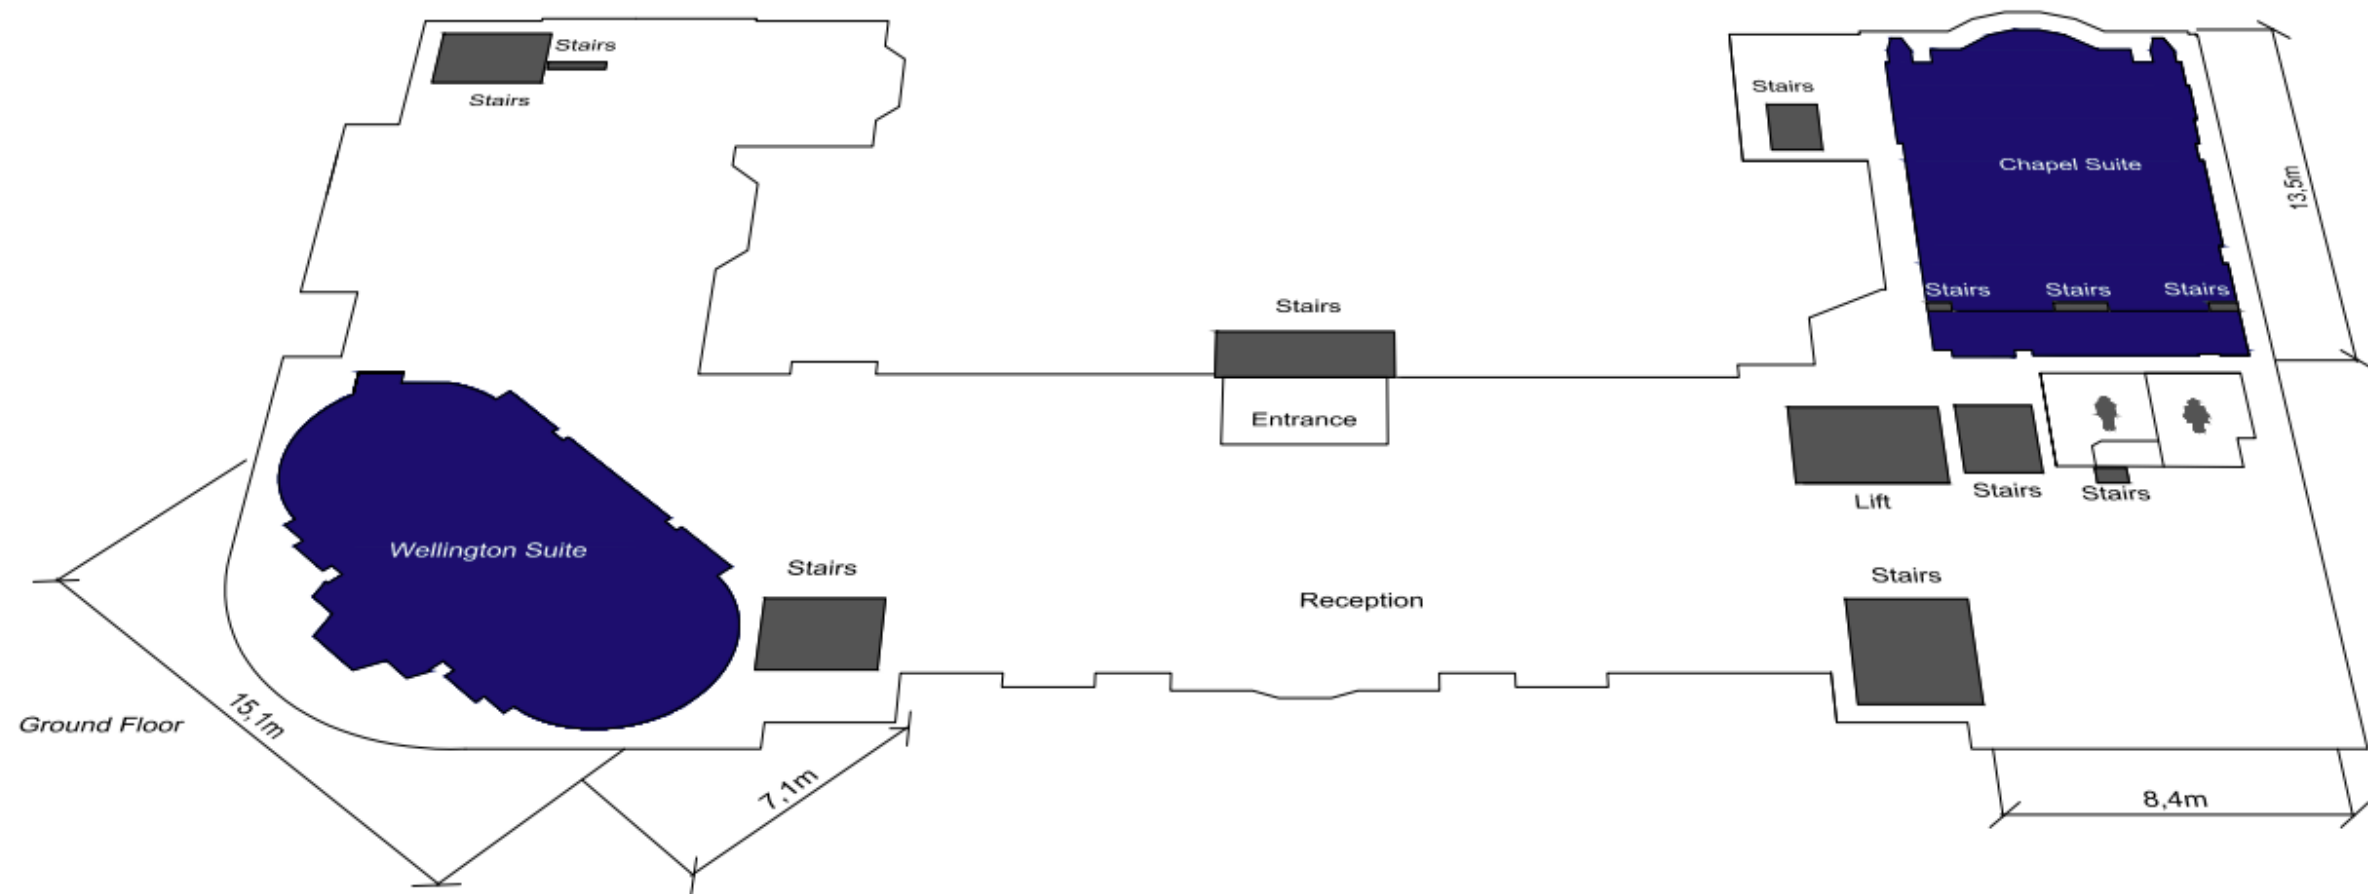 Stairs
Stairs
Stairs
Chapel Suite
13,5m
Stairs
Stairs
Stairs
Stairs
Entrance
Lift
Stairs
Stairs
Wellington Suite
Stairs
Stairs
Reception
15,1m
Ground Floor
7,1m
8,4m